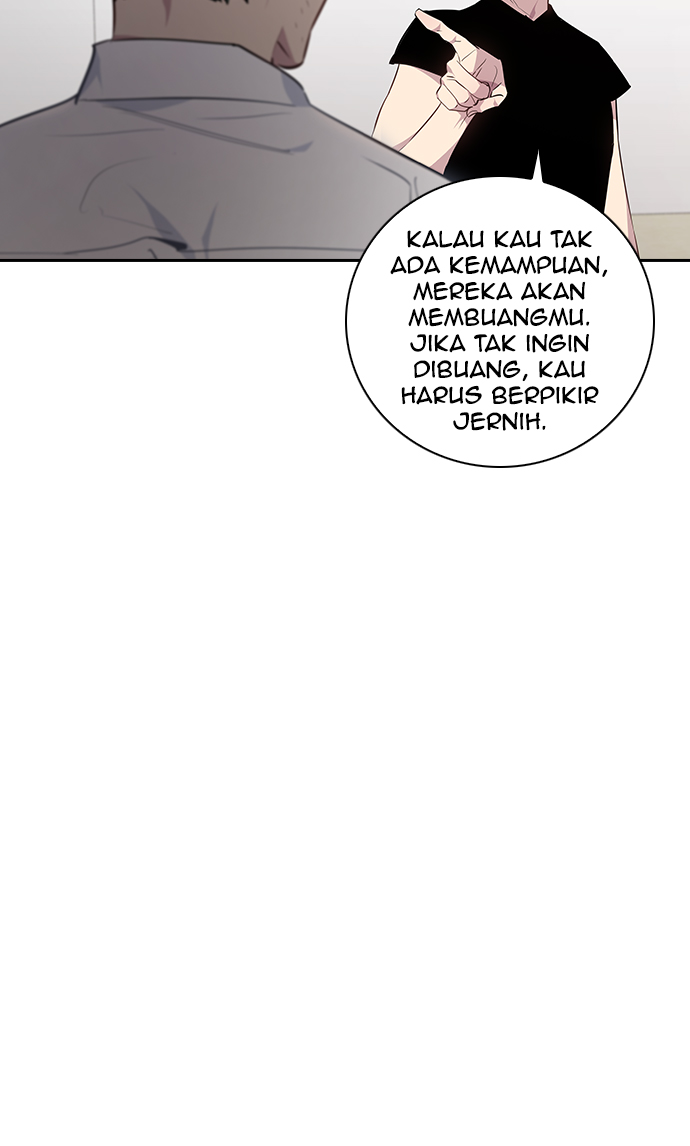 KALAU KAU TAK
ADA KEMAMPUAN,
MEREKA AKAN
MEMBUANGMU.
JIKA TAK INGIN
DIBUANG, KAU
HARUS BERPIKIR
JERNIH.